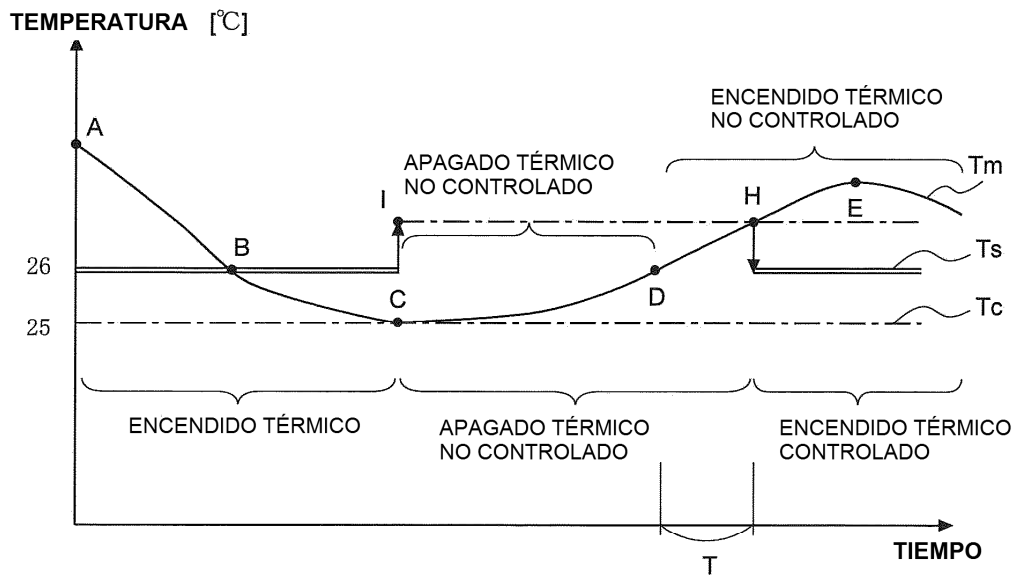 TEMPERATURA [℃]
ENCENDIDO TÉRMICO
NO CONTROLADO
A
APAGADO TÉRMICO
NO CONTROLADO
Tm
I
H
E
B
26
Ts
C
D
25
Tc
ENCENDIDO TÉRMICO
APAGADO TÉRMICO
NO CONTROLADO
ENCENDIDO TÉRMICO
CONTROLADO
TIEMPO
T